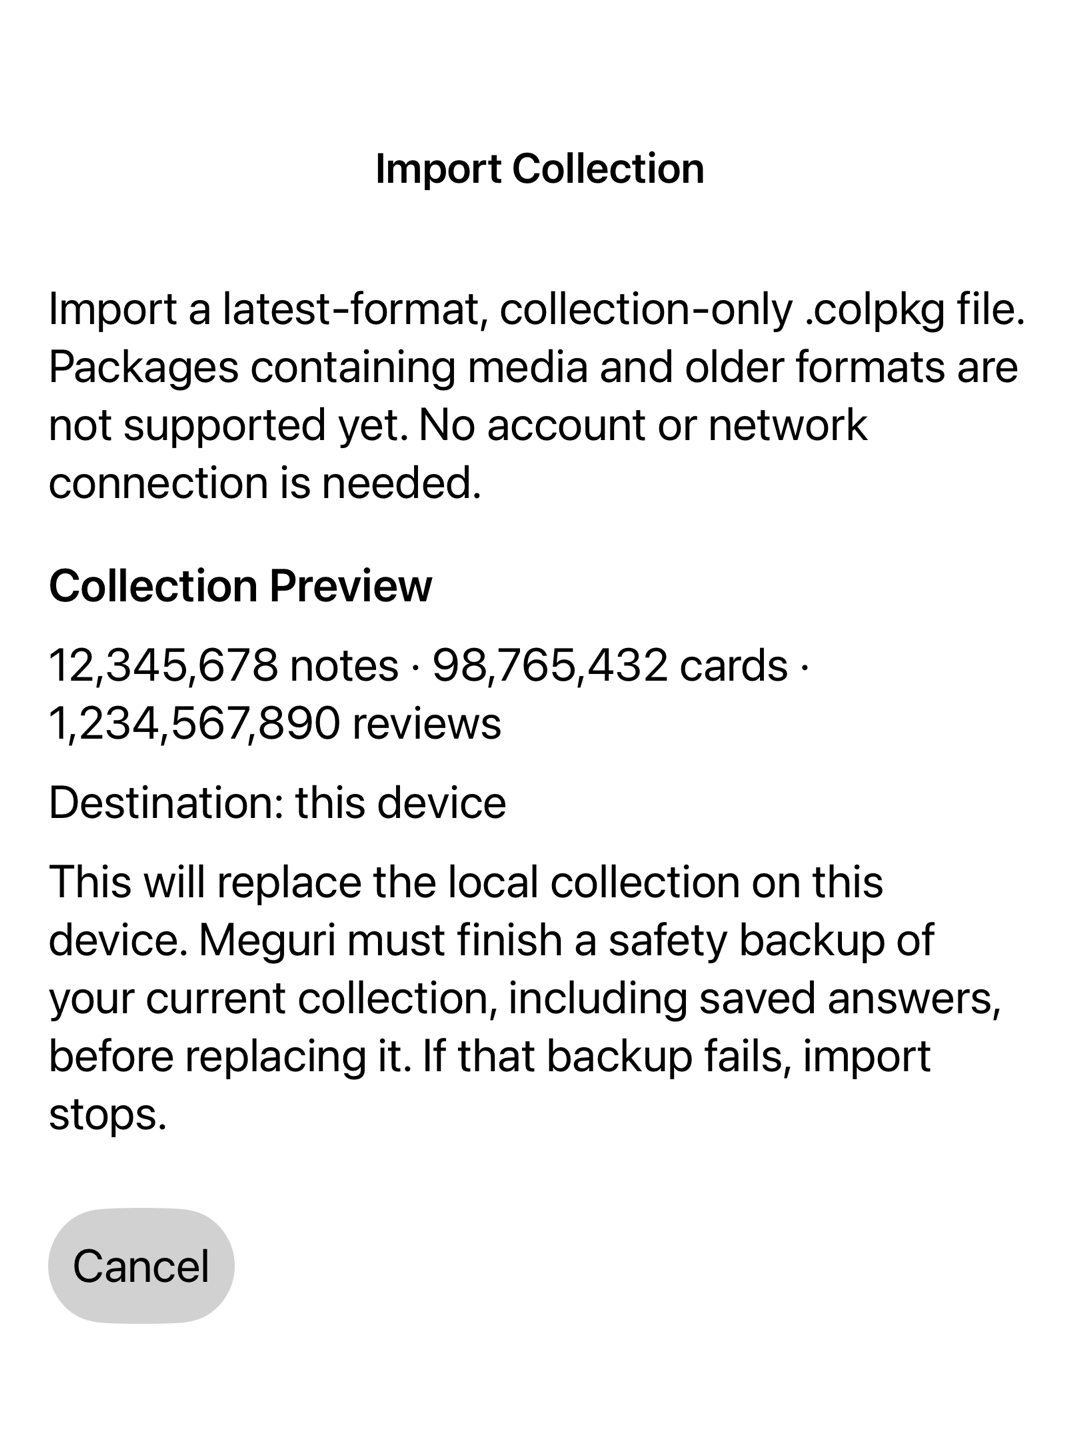 Import Collection
Import a latest-format, collection-only .colpkg file.
Packages containing media and older formats are
not supported yet. No account or network
connection is needed.
Collection Preview
12,345,678 notes · 98,765,432 cards ·
1,234,567,890 reviews
Destination: this device
This will replace the local collection on this
device. Meguri must finish a safety backup of
your current collection, including saved answers,
before replacing it. If that backup fails, import
stops.
Cancel